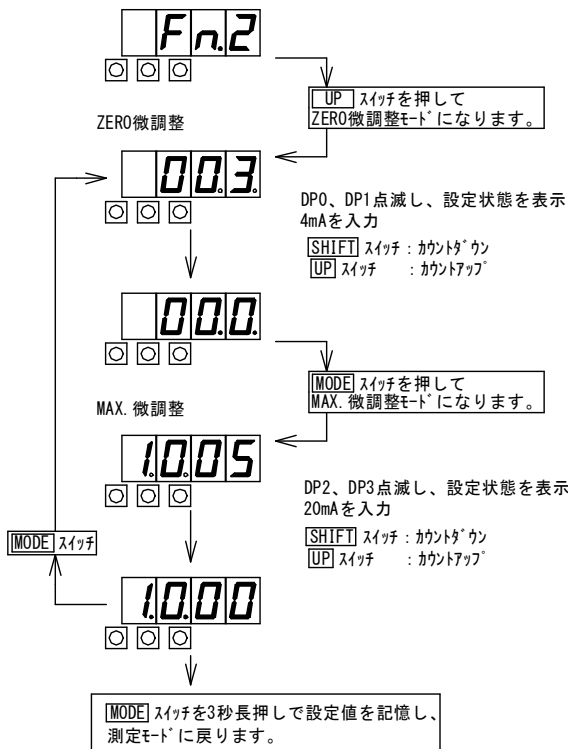 Fn.2
UP スイッチを押して
ZERO微調整モードになります。
ZERO微調整
00.3.
DP0、DP1点滅し、設定状態を表示
4mAを入力
SHIFT スイッチ：カウントダウン
UP スイッチ ：カウントアップ
00.0.
MODE スイッチを押して
MAX.微調整モードになります。
MAX.微調整
1.0.05
DP2、DP3点滅し、設定状態を表示
20mAを入力
SHIFT スイッチ：カウントダウン
UP スイッチ ：カウントアップ
MODE スイッチ
1.0.00
MODE スイッチを3秒長押しで設定値を記憶し、
測定モードに戻ります。